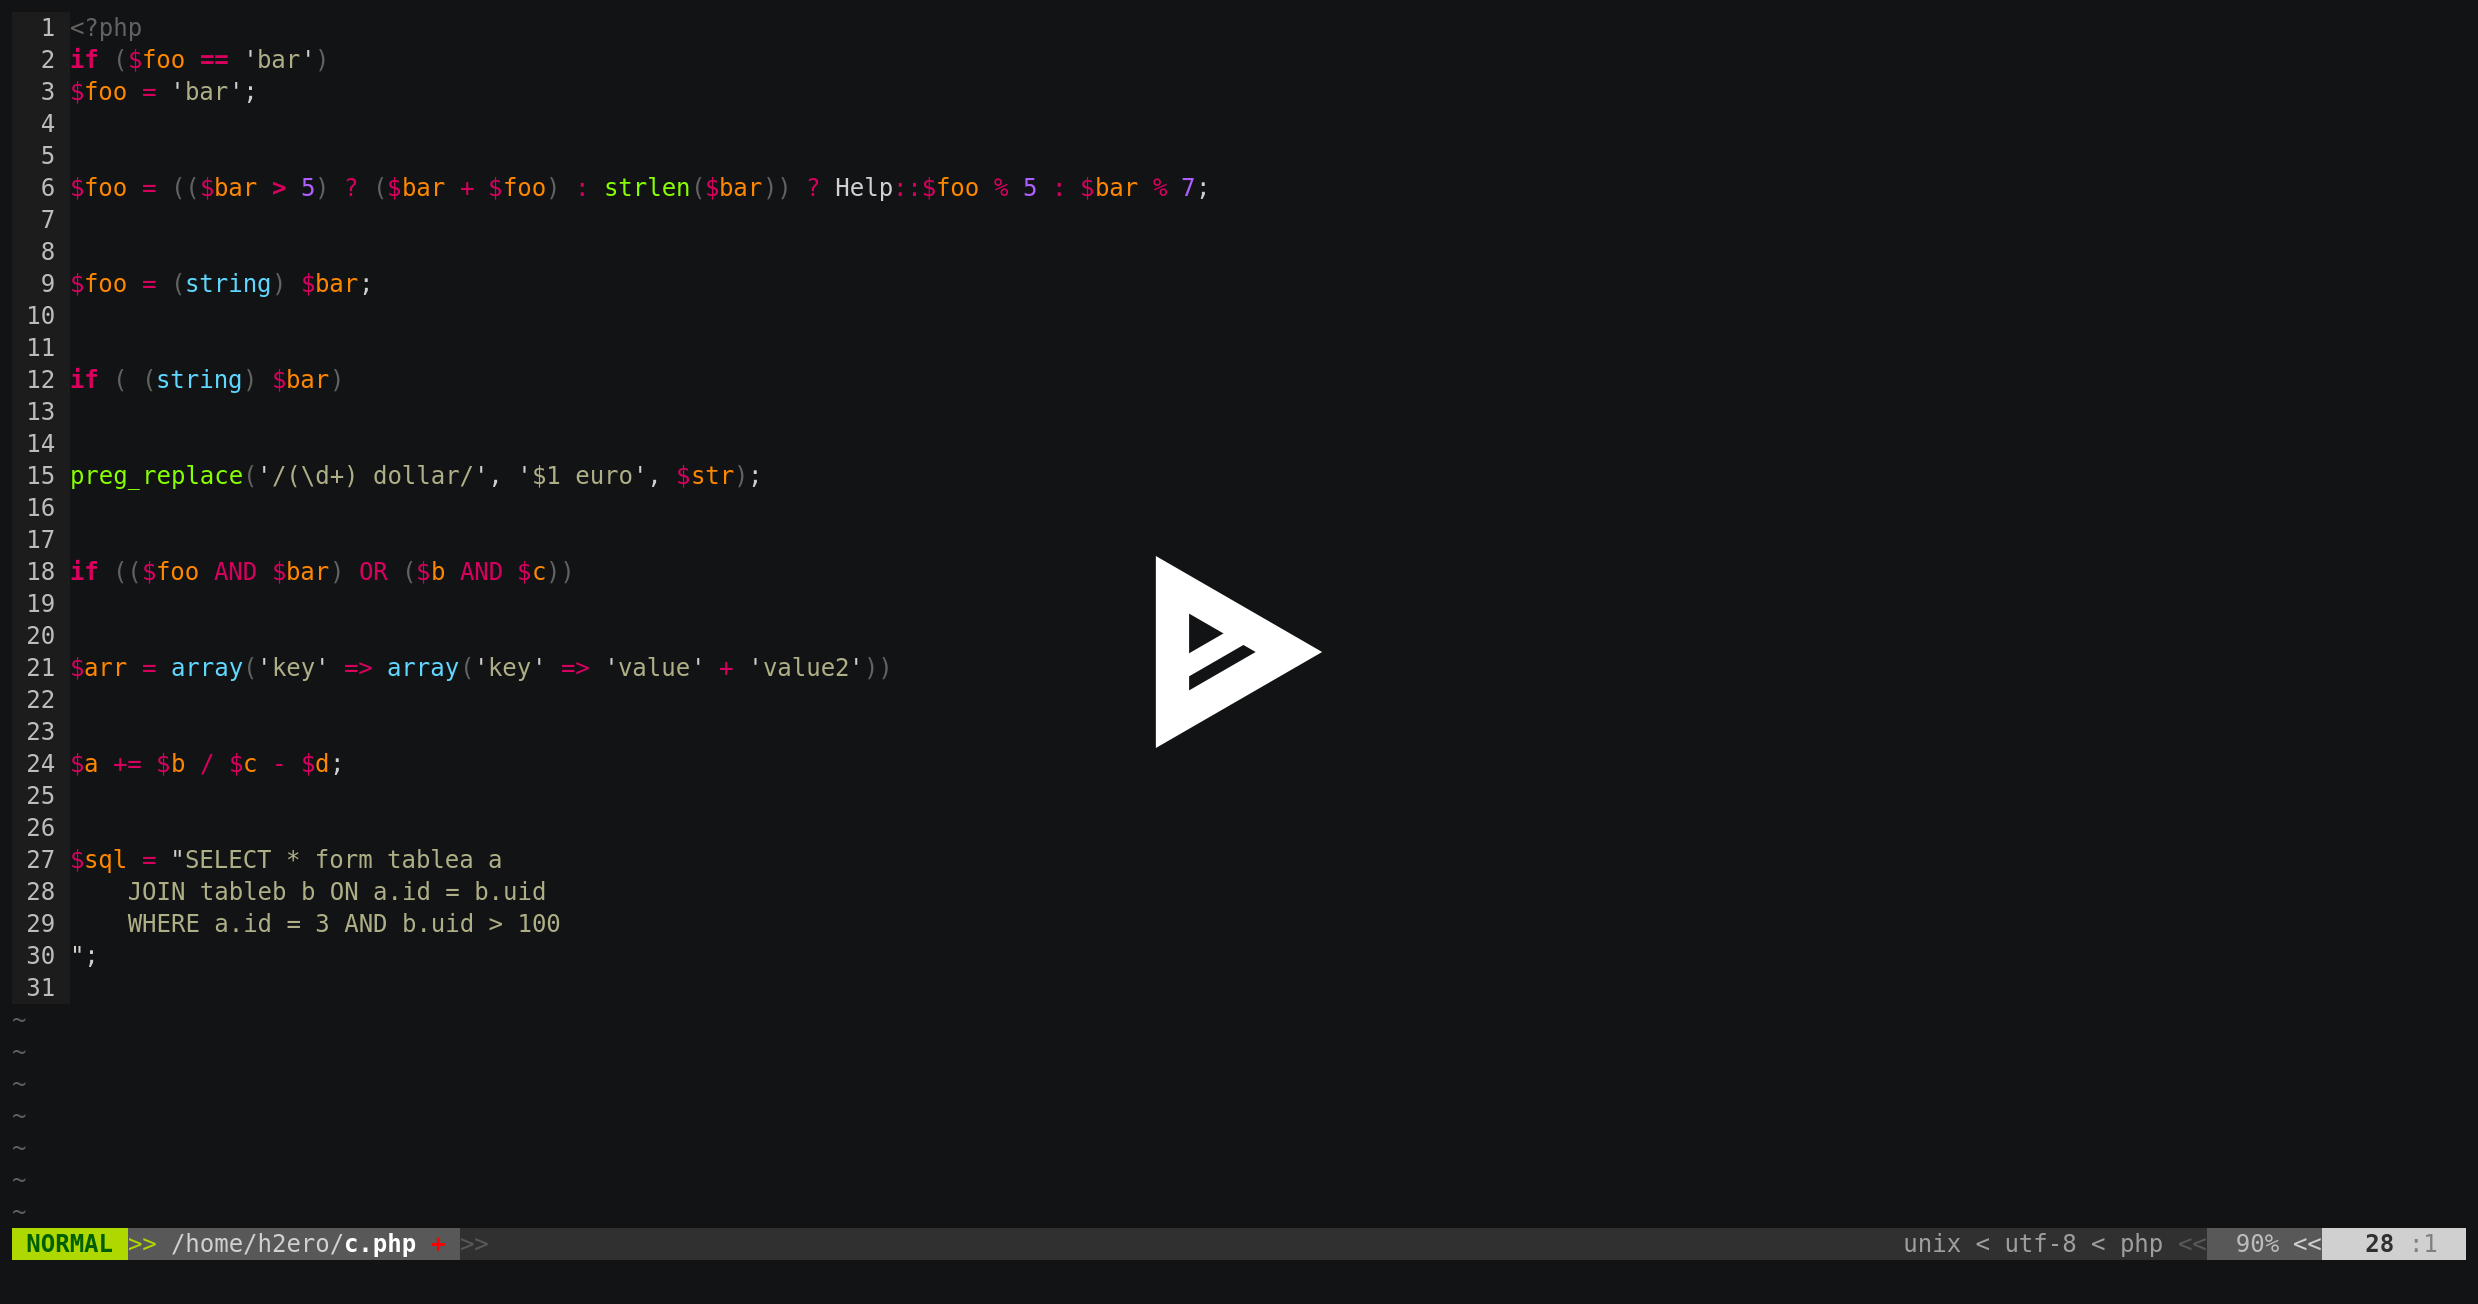 1 <?php
2 if ($foo == 'bar')
3 $foo = 'bar';
4
5
6 $foo = (($bar > 5) ? ($bar + $foo) : strlen($bar)) ? Help::$foo % 5 : $bar % 7;
7
8
9 $foo = (string) $bar;
10
11
12 if ( (string) $bar)
13
14
15 preg_replace('/(\d+) dollar/', '$1 euro', $str);
16
17
18 if (($foo AND $bar) OR ($b AND $c))
19
20
21 $arr = array('key' => array('key' => 'value' + 'value2'))
22
23
24 $a += $b / $c - $d;
25
26
27 $sql = "SELECT * form tablea a
28     JOIN tableb b ON a.id = b.uid
29     WHERE a.id = 3 AND b.uid > 100
30 ";
31
~
~
~
~
~
~
~
NORMAL >> /home/h2ero/c.php + >> unix < utf-8 < php << 90% << 28 :1